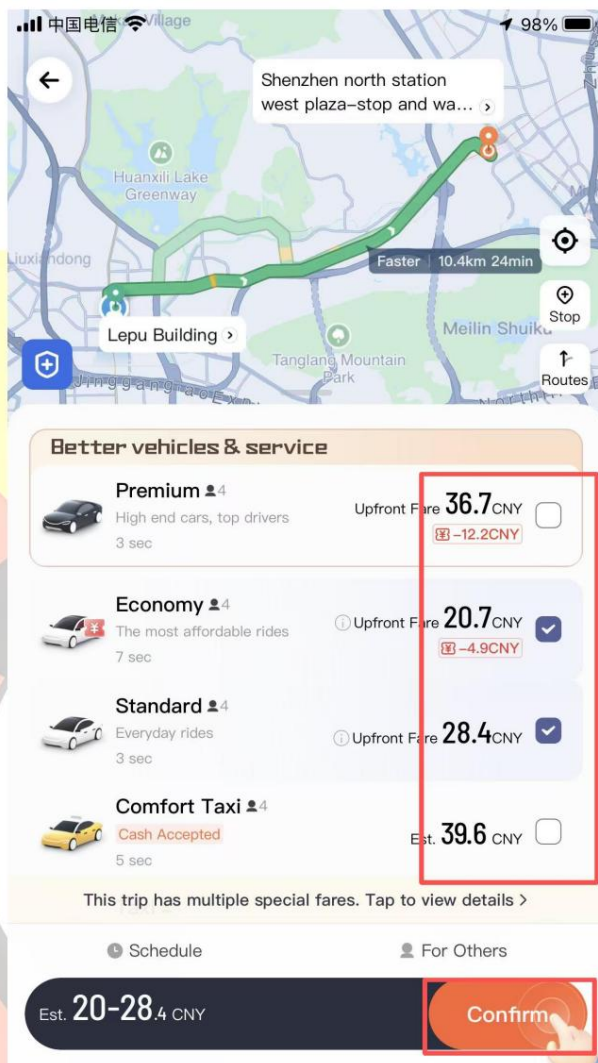 中国电信
98%
Village
Shenzhen north station
west plaza-stop and wa...
Huanxili Lake
Greenway
Faster | 10.4km 24min
Stop
Lepu Building
Meilin Shuiku
Tanglang Mountain
Park
Routes
Better vehicles & service
Premium 4
High end cars, top drivers
3 sec
Upfront Fare 36.7CNY
-12.2CNY
Economy 4
The most affordable rides
7 sec
Upfront Fare 20.7CNY
-4.9CNY
Standard 4
Everyday rides
3 sec
Upfront Fare 28.4CNY
Comfort Taxi 4
Cash Accepted
5 sec
Est. 39.6 CNY
This trip has multiple special fares. Tap to view details >
Schedule
For Others
Est. 20-28.4 CNY
Confirm